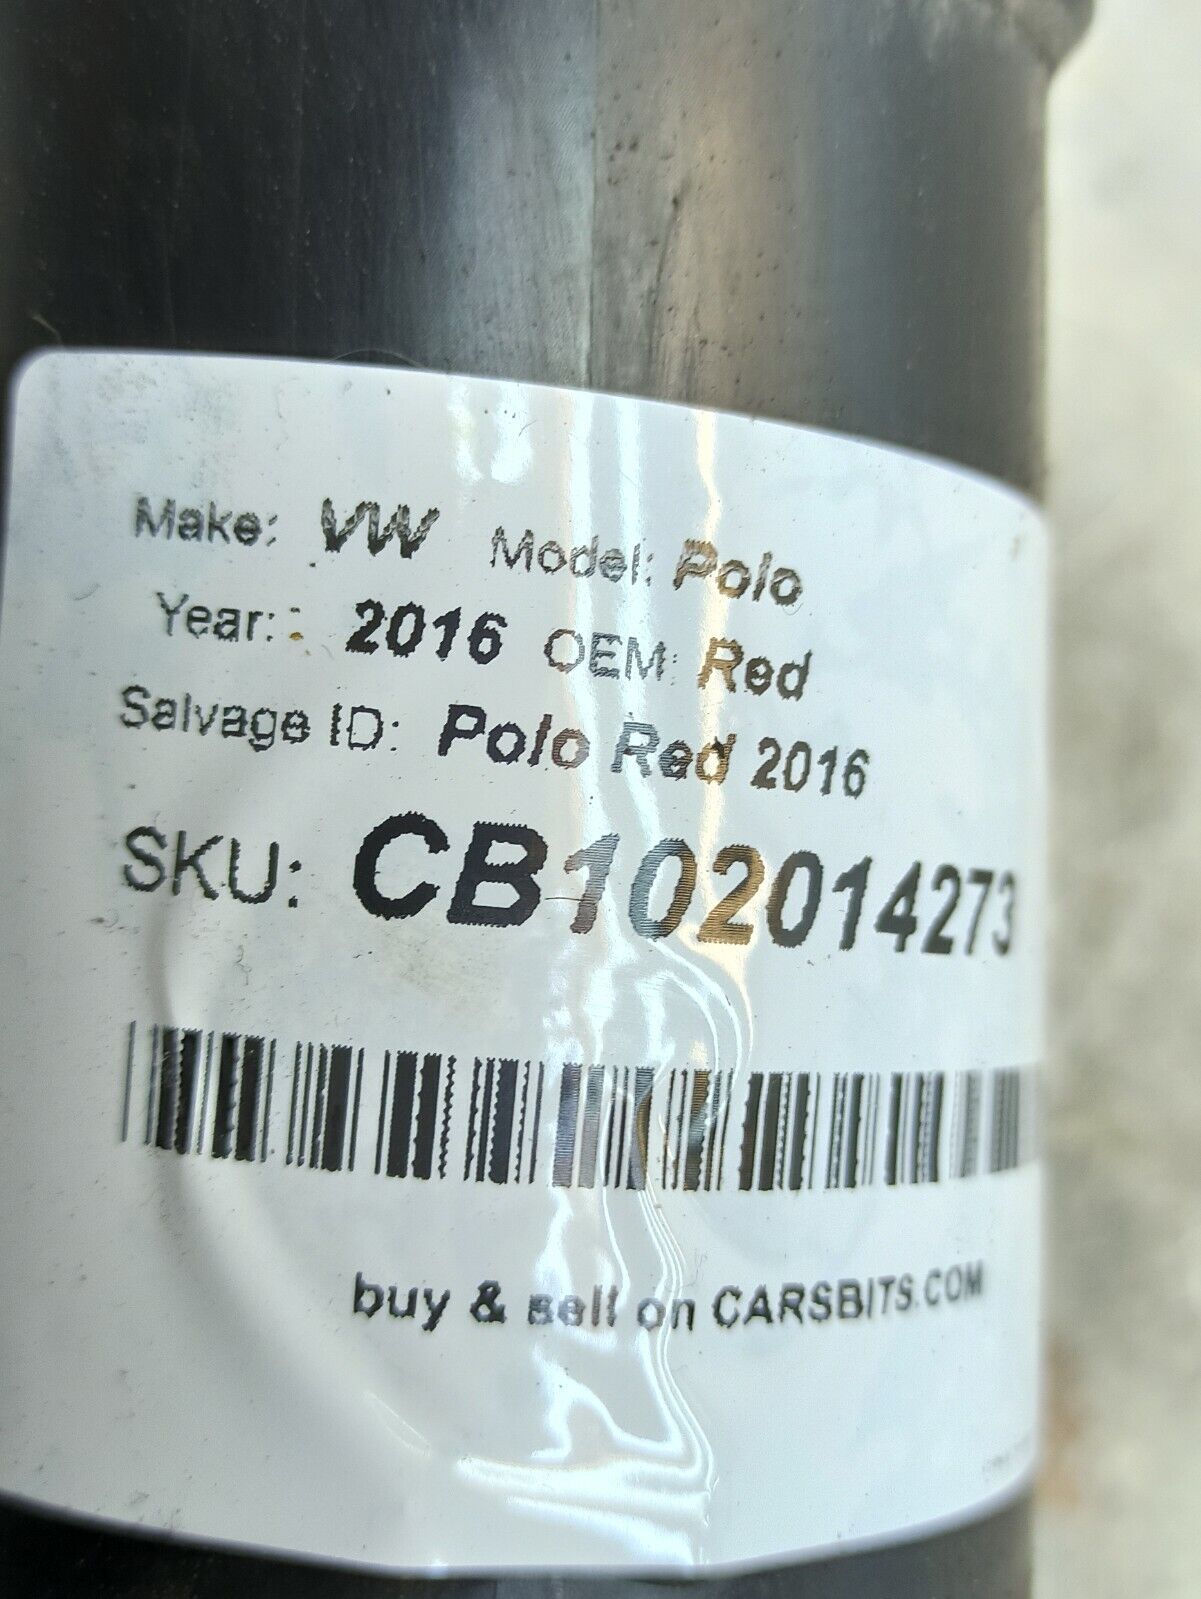 Make: VW Model: Polo
Year: 2016 OEM: Red
Salvage ID: Polo Red 2016
SKU: CB102014273
buy & sell on CARSBITS.COM